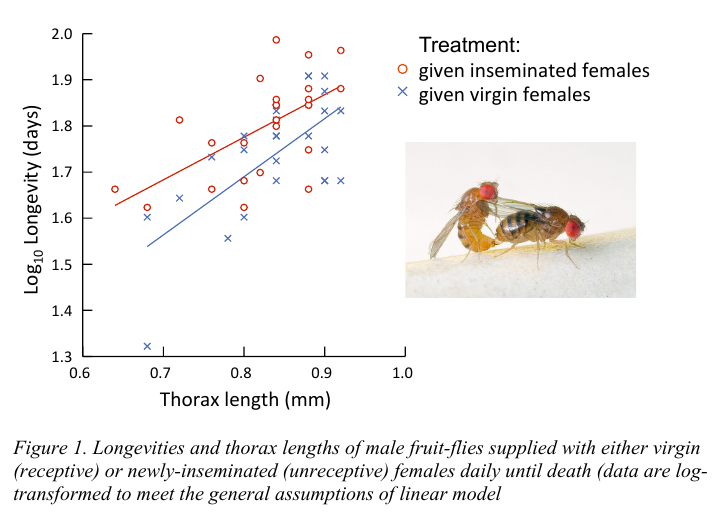 2.0
1.9
1.8
1.7
1.6
1.5
1.4
1.3
Log10 Longevity (days)
0.6 0.7 0.8 0.9 1.0
Thorax length (mm)
Treatment:
given inseminated females
given virgin females
Figure 1. Longevities and thorax lengths of male fruit-flies supplied with either virgin
(receptive) or newly-inseminated (unreceptive) females daily until death (data are log-
transformed to meet the general assumptions of linear model